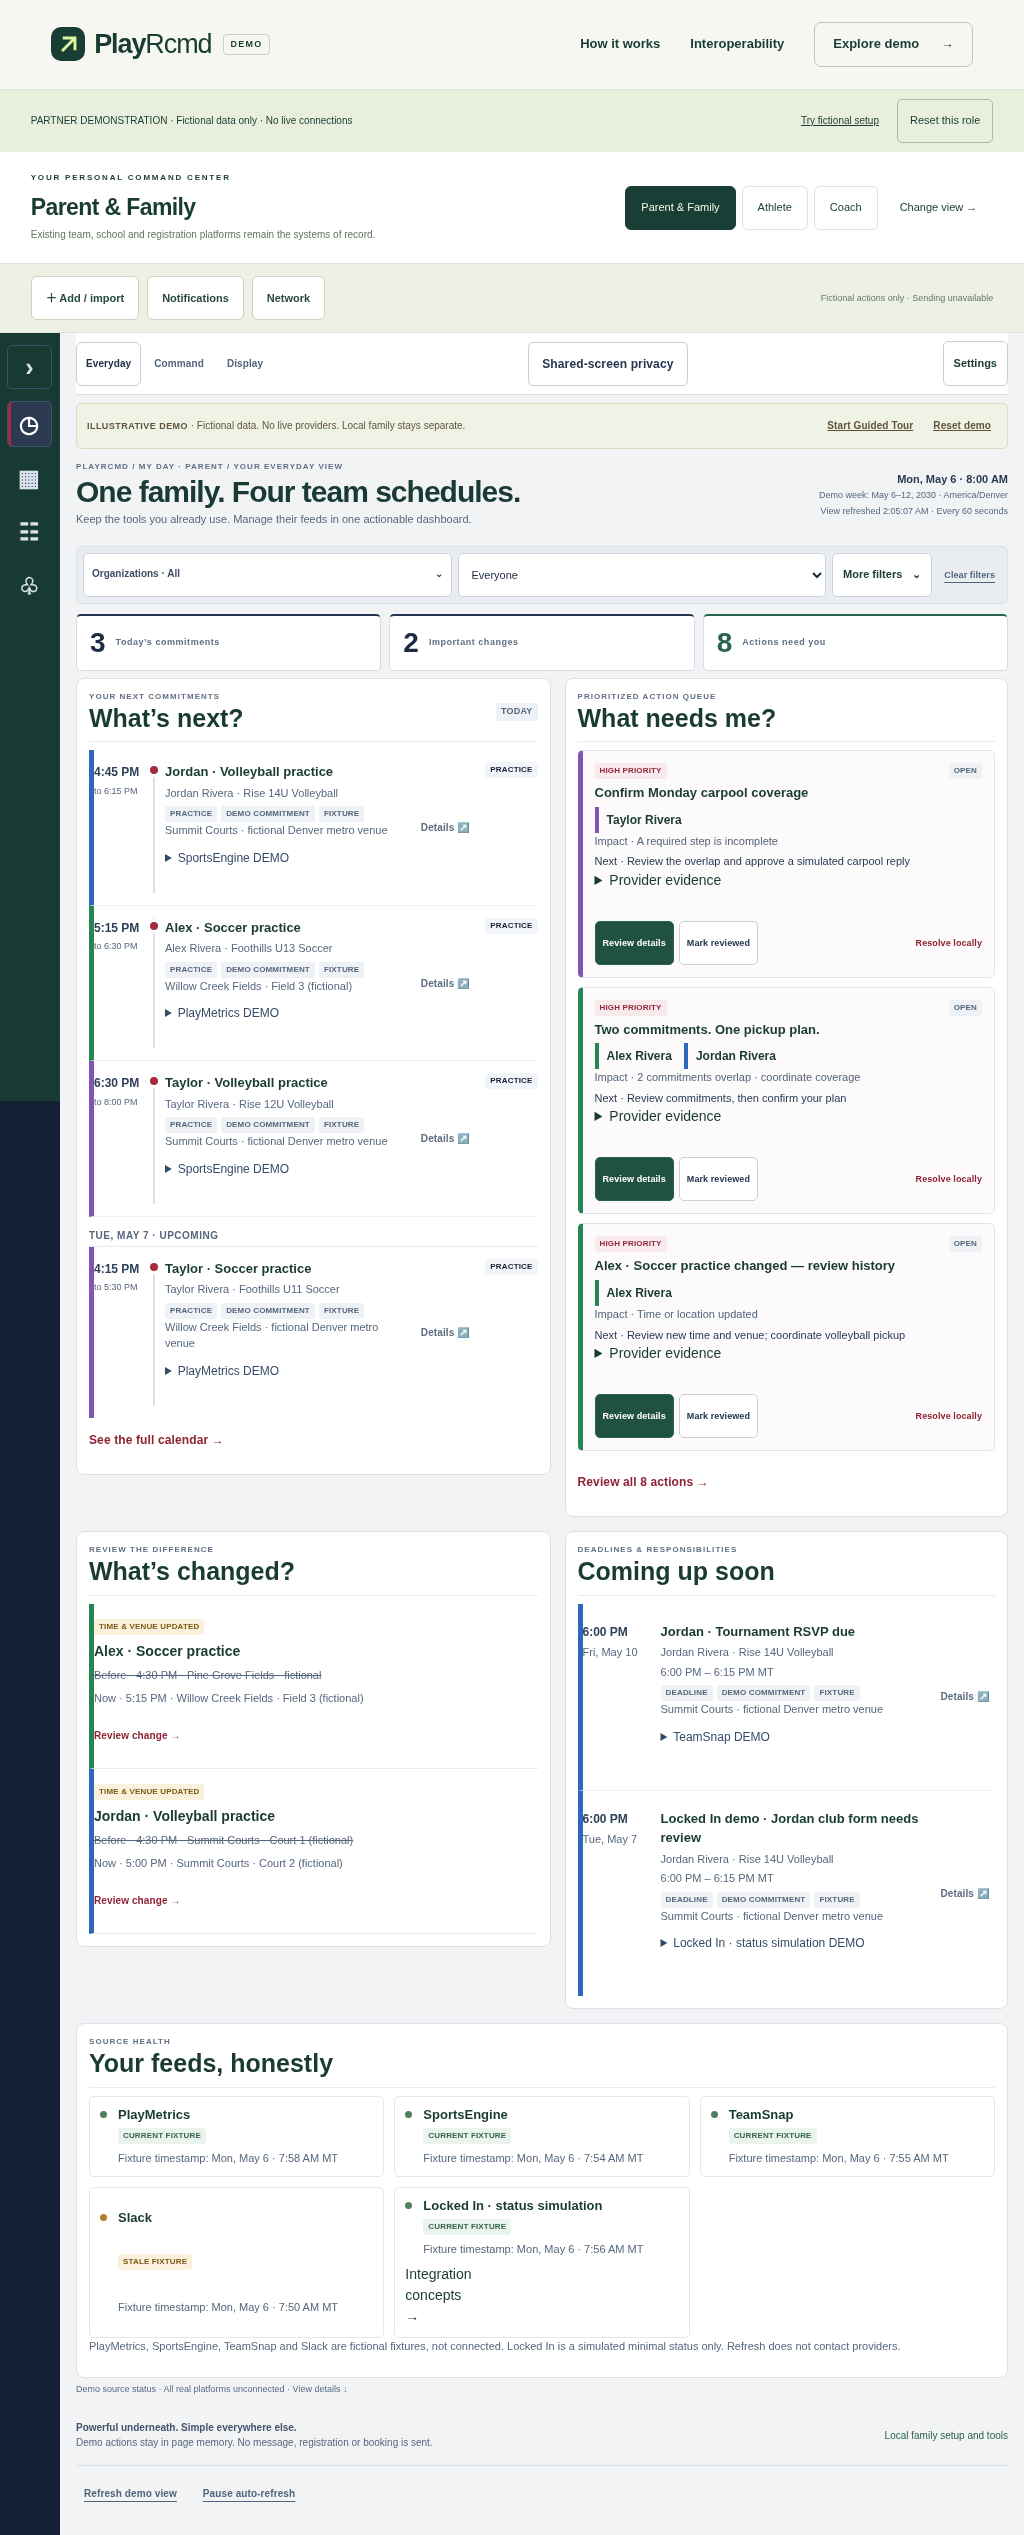 PlayRcmd DEMO
How it works
Interoperability
Explore demo →
PARTNER DEMONSTRATION · Fictional data only · No live connections
Try fictional setup
Reset this role
YOUR PERSONAL COMMAND CENTER
Parent & Family
Existing team, school and registration platforms remain the systems of record.
Parent & Family
Athlete
Coach
Change view →
+ Add / import
Notifications
Network
Fictional actions only · Sending unavailable
Everyday
Command
Display
Shared-screen privacy
Settings
ILLUSTRATIVE DEMO · Fictional data. No live providers. Local family stays separate.
Start Guided Tour
Reset demo
PLAYRCMD / MY DAY · PARENT / YOUR EVERYDAY VIEW
One family. Four team schedules.
Keep the tools you already use. Manage their feeds in one actionable dashboard.
Mon, May 6 · 8:00 AM
Demo week: May 6–12, 2030 · America/Denver
View refreshed 2:05:07 AM · Every 60 seconds
Organizations · All
Everyone
More filters
Clear filters
3 Today's commitments
2 Important changes
8 Actions need you
YOUR NEXT COMMITMENTS
What’s next?
TODAY
4:45 PM
to 6:15 PM
Jordan · Volleyball practice
PRACTICE
Jordan Rivera · Rise 14U Volleyball
PRACTICE DEMO COMMITMENT FIXTURE
Summit Courts · fictional Denver metro venue
Details ↗
▶ SportsEngine DEMO
5:15 PM
to 6:30 PM
Alex · Soccer practice
PRACTICE
Alex Rivera · Foothills U13 Soccer
PRACTICE DEMO COMMITMENT FIXTURE
Willow Creek Fields · Field 3 (fictional)
Details ↗
▶ PlayMetrics DEMO
6:30 PM
to 8:00 PM
Taylor · Volleyball practice
PRACTICE
Taylor Rivera · Rise 12U Volleyball
PRACTICE DEMO COMMITMENT FIXTURE
Summit Courts · fictional Denver metro venue
Details ↗
▶ SportsEngine DEMO
TUE, MAY 7 · UPCOMING
4:15 PM
to 5:30 PM
Taylor · Soccer practice
PRACTICE
Taylor Rivera · Foothills U11 Soccer
PRACTICE DEMO COMMITMENT FIXTURE
Willow Creek Fields · fictional Denver metro
venue
Details ↗
▶ PlayMetrics DEMO
See the full calendar →
PRIORITIZED ACTION QUEUE
What needs me?
HIGH PRIORITY
OPEN
Confirm Monday carpool coverage
Taylor Rivera
Impact · A required step is incomplete
Next · Review the overlap and approve a simulated carpool reply
▶ Provider evidence
Review details
Mark reviewed
Resolve locally
HIGH PRIORITY
OPEN
Two commitments. One pickup plan.
Alex Rivera
Jordan Rivera
Impact · 2 commitments overlap · coordinate coverage
Next · Review commitments, then confirm your plan
▶ Provider evidence
Review details
Mark reviewed
Resolve locally
HIGH PRIORITY
OPEN
Alex · Soccer practice changed — review history
Alex Rivera
Impact · Time or location updated
Next · Review new time and venue; coordinate volleyball pickup
▶ Provider evidence
Review details
Mark reviewed
Resolve locally
Review all 8 actions →
REVIEW THE DIFFERENCE
What’s changed?
TIME & VENUE UPDATED
Alex · Soccer practice
Before · 4:30 PM · Pine Grove Fields · fictional
Now · 5:15 PM · Willow Creek Fields · Field 3 (fictional)
Review change →
TIME & VENUE UPDATED
Jordan · Volleyball practice
Before · 4:30 PM · Summit Courts · Court 1 (fictional)
Now · 5:00 PM · Summit Courts · Court 2 (fictional)
Review change →
DEADLINES & RESPONSIBILITIES
Coming up soon
6:00 PM
Fri, May 10
Jordan · Tournament RSVP due
Jordan Rivera · Rise 14U Volleyball
6:00 PM – 6:15 PM MT
DEADLINE DEMO COMMITMENT FIXTURE
Summit Courts · fictional Denver metro venue
Details ↗
▶ TeamSnap DEMO
6:00 PM
Tue, May 7
Locked In demo · Jordan club form needs
review
Jordan Rivera · Rise 14U Volleyball
6:00 PM – 6:15 PM MT
DEADLINE DEMO COMMITMENT FIXTURE
Summit Courts · fictional Denver metro venue
Details ↗
▶ Locked In · status simulation DEMO
SOURCE HEALTH
Your feeds, honestly
PlayMetrics
CURRENT FIXTURE
Fixture timestamp: Mon, May 6 · 7:58 AM MT
SportsEngine
CURRENT FIXTURE
Fixture timestamp: Mon, May 6 · 7:54 AM MT
TeamSnap
CURRENT FIXTURE
Fixture timestamp: Mon, May 6 · 7:55 AM MT
Slack
STALE FIXTURE
Fixture timestamp: Mon, May 6 · 7:50 AM MT
Locked In · status simulation
CURRENT FIXTURE
Fixture timestamp: Mon, May 6 · 7:56 AM MT
Integration
concepts
→
PlayMetrics, SportsEngine, TeamSnap and Slack are fictional fixtures, not connected. Locked In is a simulated minimal status only. Refresh does not contact providers.
Demo source status · All real platforms unconnected · View details ↓
Powerful underneath. Simple everywhere else.
Demo actions stay in page memory. No message, registration or booking is sent.
Local family setup and tools
Refresh demo view
Pause auto-refresh